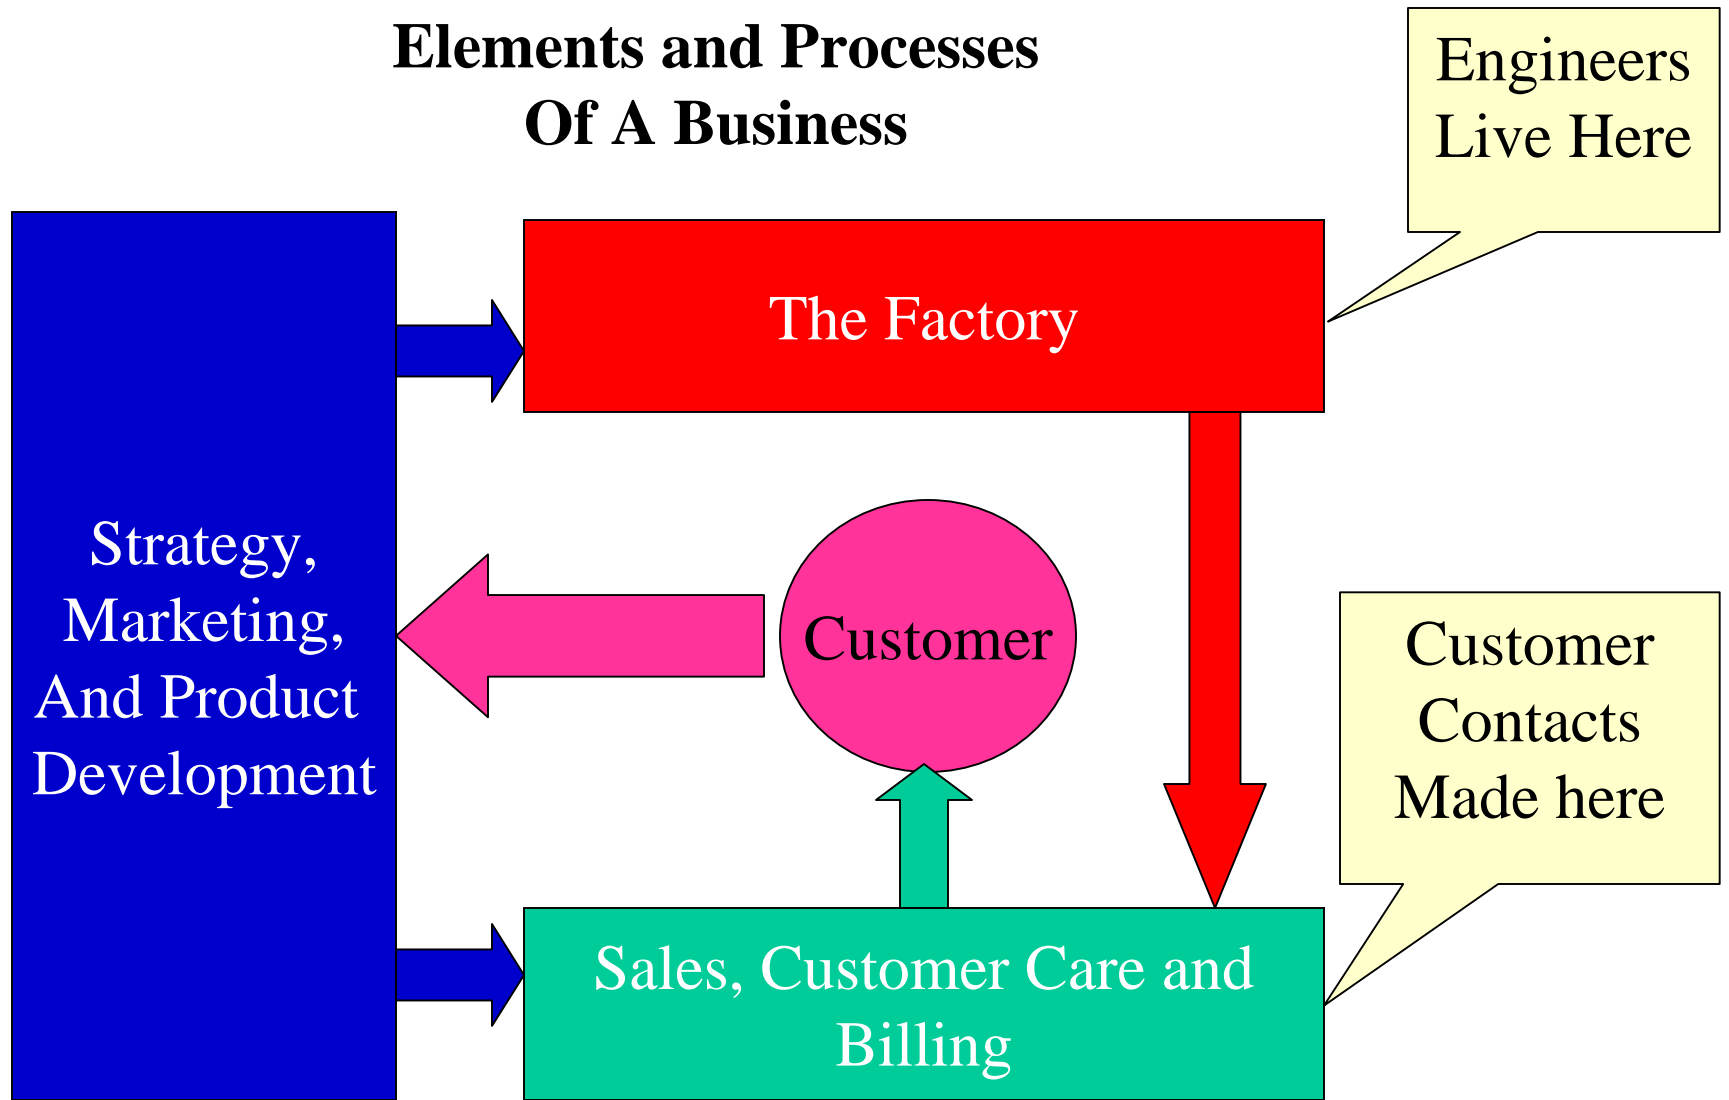 Elements and Processes
Of A Business
Engineers
Live Here
The Factory
Strategy,
Marketing,
And Product
Development
Customer
Customer
Contacts
Made here
Sales, Customer Care and
Billing